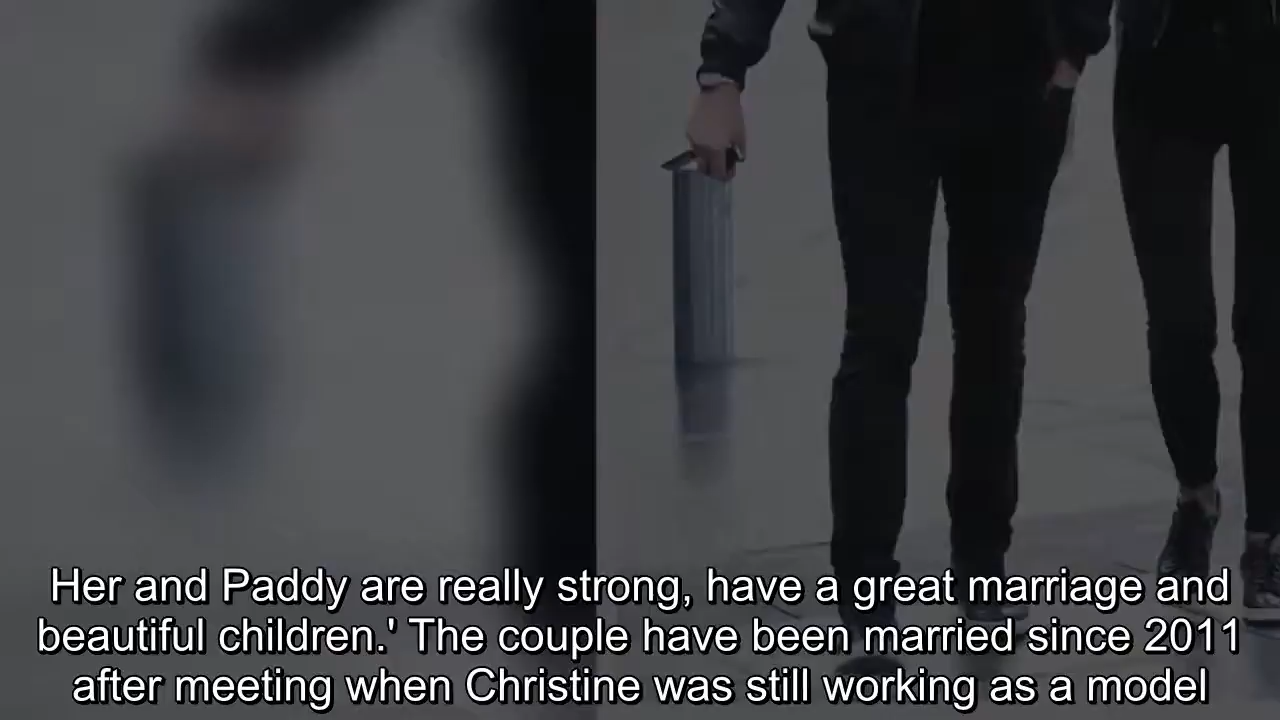 Her and Paddy are really strong, have a great marriage and
beautiful children.' The couple have been married since 2011
after meeting when Christine was still working as a model